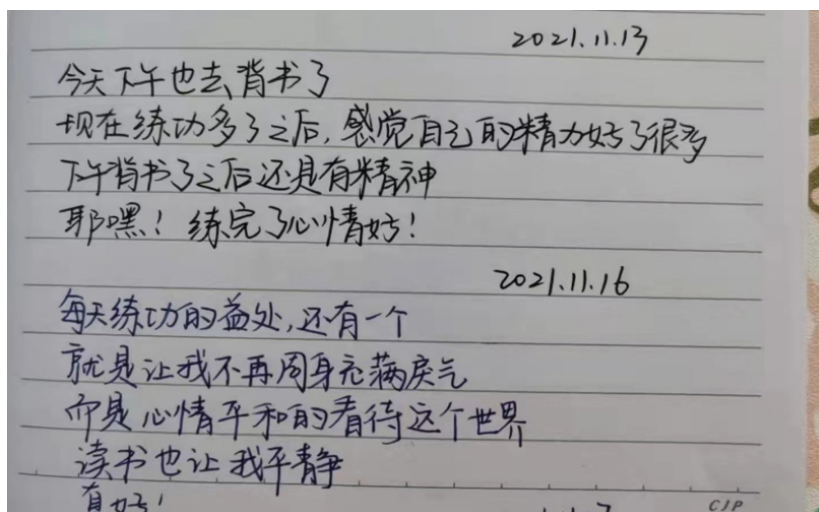 2021.11.13
今天下午也去背书了
现在练功多了之后,感觉自己的精力好了很多
下午背书了之后还是有精神
耶嘿！练完了心情好！
2021.11.16
每天练功的益处,还有一个
就是让我不再周身充满戾气
而是心情平和的看待这个世界
读书也让我平静
CJP